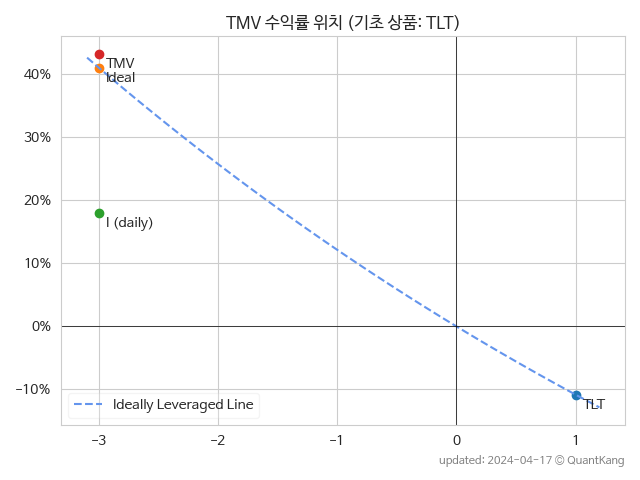 TMV 수익률 위치 (기초 상품: TLT)
40%
30%
20%
10%
0%
−10%
TMV
Ideal
I (daily)
TLT
Ideally Leveraged Line
−3
−2
−1
0
1
updated: 2024-04-17 © QuantKang